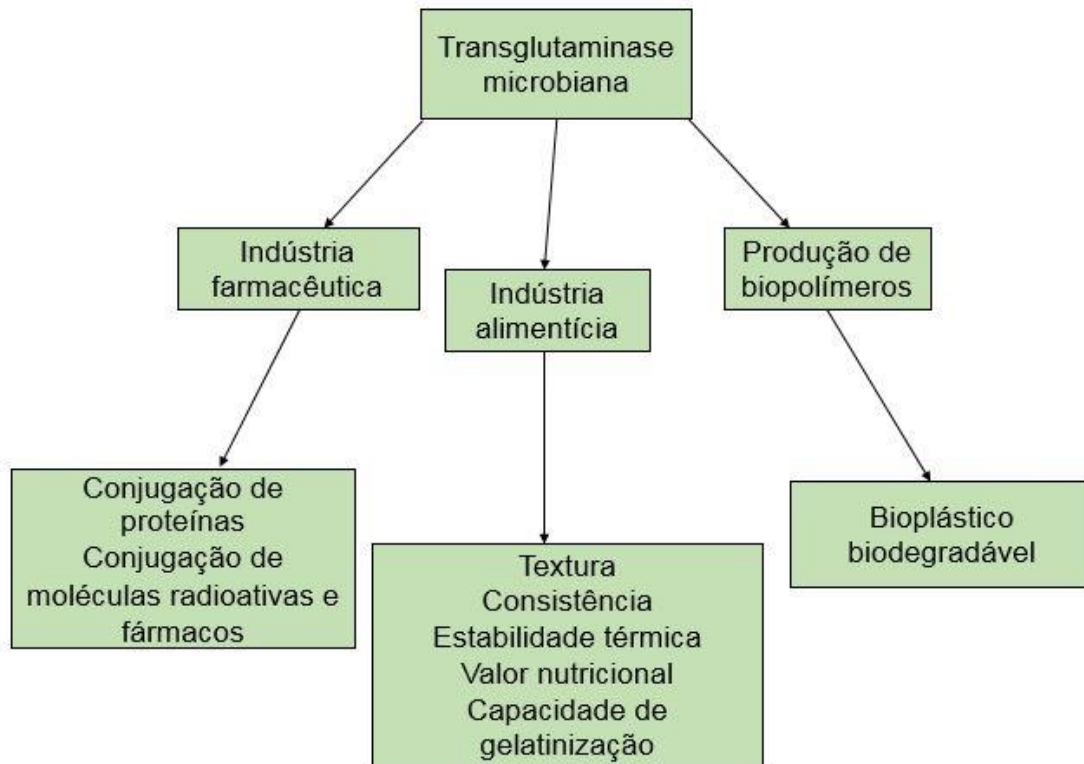 Transglutaminase
microbiana
Indústria
farmacêutica
Indústria
alimentícia
Produção de
biopolímeros
Conjugação de
proteínas
Conjugação de
moléculas radioativas e
fármacos
Textura
Consistência
Estabilidade térmica
Valor nutricional
Capacidade de
gelatinização
Bioplástico
biodegradável